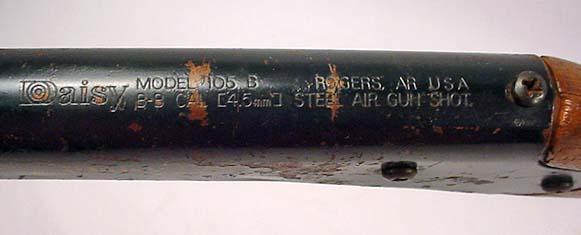 Daisy
MODEL 105 B ROGERS, AR USA
B·B CAL [4.5mm] STEEL AIR GUN SHOT.